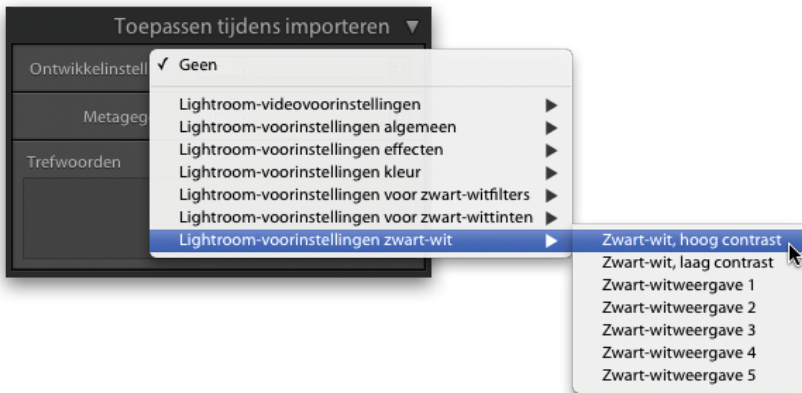 Toepassen tijdens importeren
Ontwikkelinstell
Geen
Lightroom-videovoorinstellingen
Metageg
Lightroom-voorinstellingen algemeen
Lightroom-voorinstellingen effecten
Trefwoorden
Lightroom-voorinstellingen kleur
Lightroom-voorinstellingen voor zwart-witfilters
Lightroom-voorinstellingen voor zwart-wittinten
Lightroom-voorinstellingen zwart-wit
Zwart-wit, hoog contrast
Zwart-wit, laag contrast
Zwart-witweergave 1
Zwart-witweergave 2
Zwart-witweergave 3
Zwart-witweergave 4
Zwart-witweergave 5